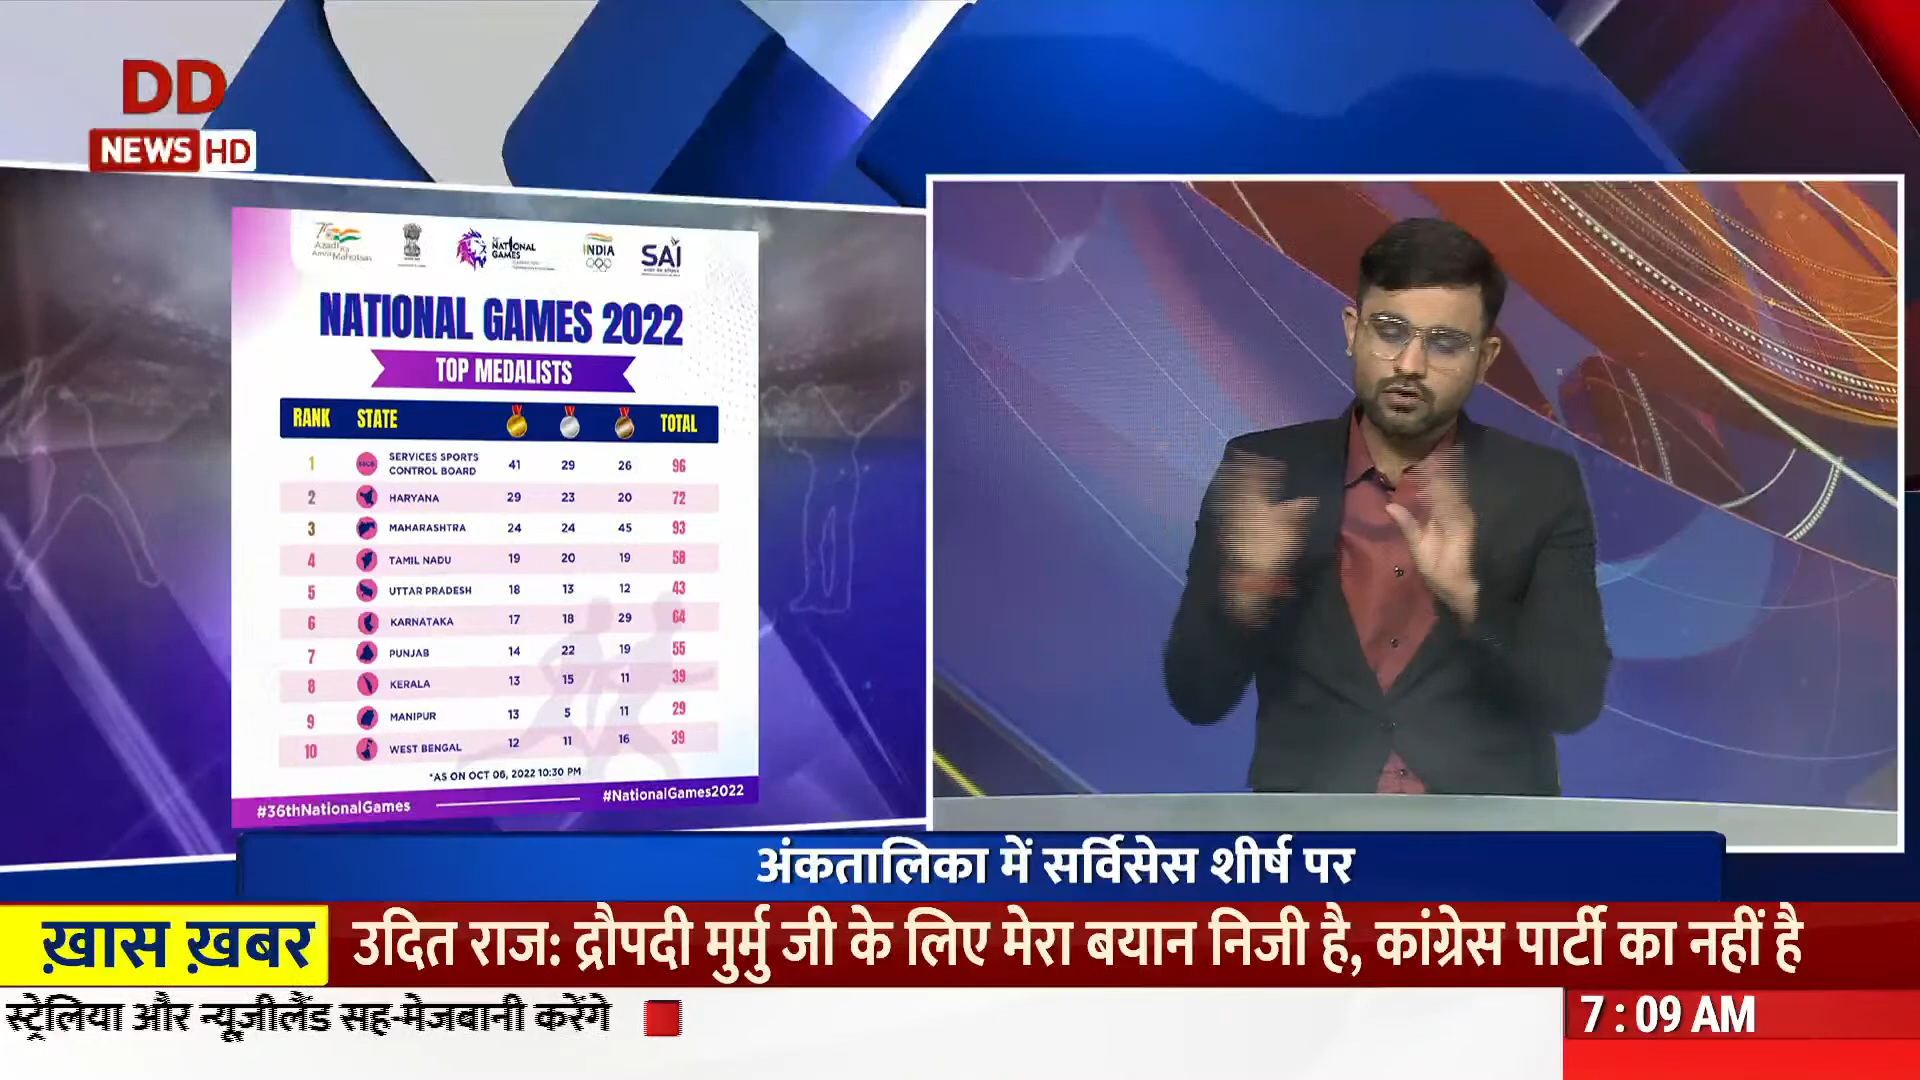 DD
NEWS HD
Azadi Ka
Amrit Mahotsav
NATIONAL
GAMES
INDIA
SAI
NATIONAL GAMES 2022
TOP MEDALISTS
RANK STATE TOTAL
1 SERVICES SPORTS CONTROL BOARD 41 29 26 96
2 HARYANA 29 23 20 72
3 MAHARASHTRA 24 24 45 93
4 TAMIL NADU 19 20 19 58
5 UTTAR PRADESH 18 13 12 43
6 KARNATAKA 17 18 29 64
7 PUNJAB 14 22 19 55
8 KERALA 13 15 11 39
9 MANIPUR 13 5 11 29
10 WEST BENGAL 12 11 16 39
*AS ON OCT 06, 2022 10:30 PM
#36thNationalGames #NationalGames2022
अंकतालिका में सर्विसेस शीर्ष पर
ख़ास ख़बर उदित राज: द्रौपदी मुर्मु जी के लिए मेरा बयान निजी है, कांग्रेस पार्टी का नहीं है
स्ट्रेलिया और न्यूजीलैंड सह-मेजबानी करेंगे
7 : 09 AM